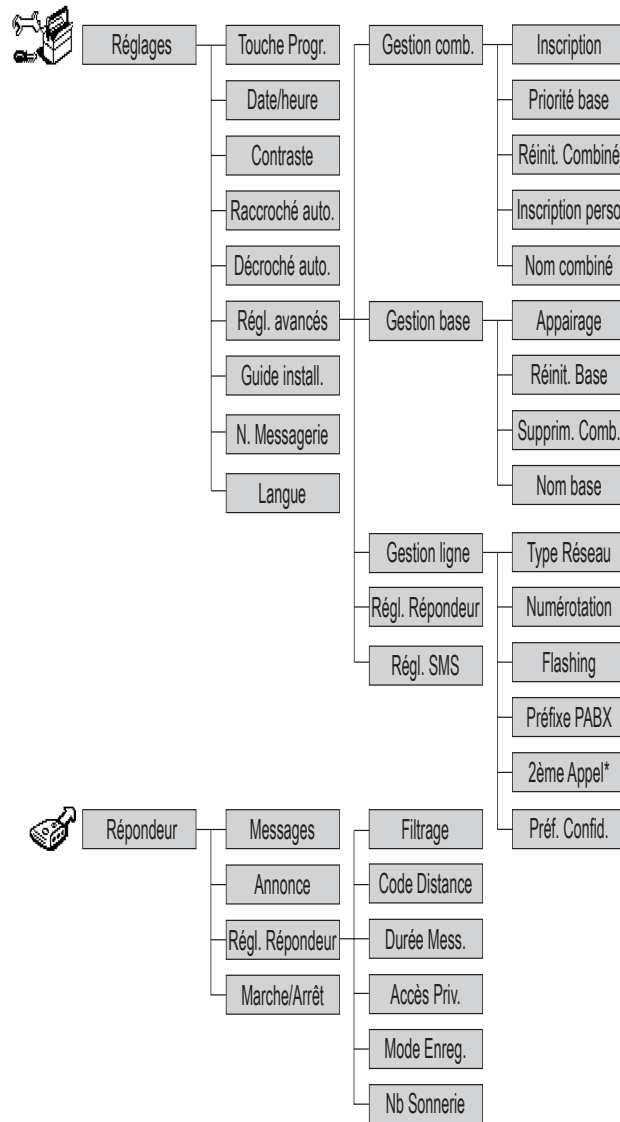 Réglages
Touche Progr.
Gestion comb.
Inscription
Date/heure
Priorité base
Contraste
Réinit. Combiné
Raccroché auto.
Inscription perso
Décroché auto.
Nom combiné
Régl. avancés
Gestion base
Appairage
Guide install.
Réinit. Base
N. Messagerie
Supprim. Comb.
Langue
Nom base
Gestion ligne
Type Réseau
Régl. Répondeur
Numérotation
Régl. SMS
Flashing
Préfixe PABX
2ème Appel*
Préf. Confid.
Répondeur
Messages
Filtrage
Annonce
Code Distance
Régl. Répondeur
Durée Mess.
Marche/Arrêt
Accès Priv.
Mode Enreg.
Nb Sonnerie